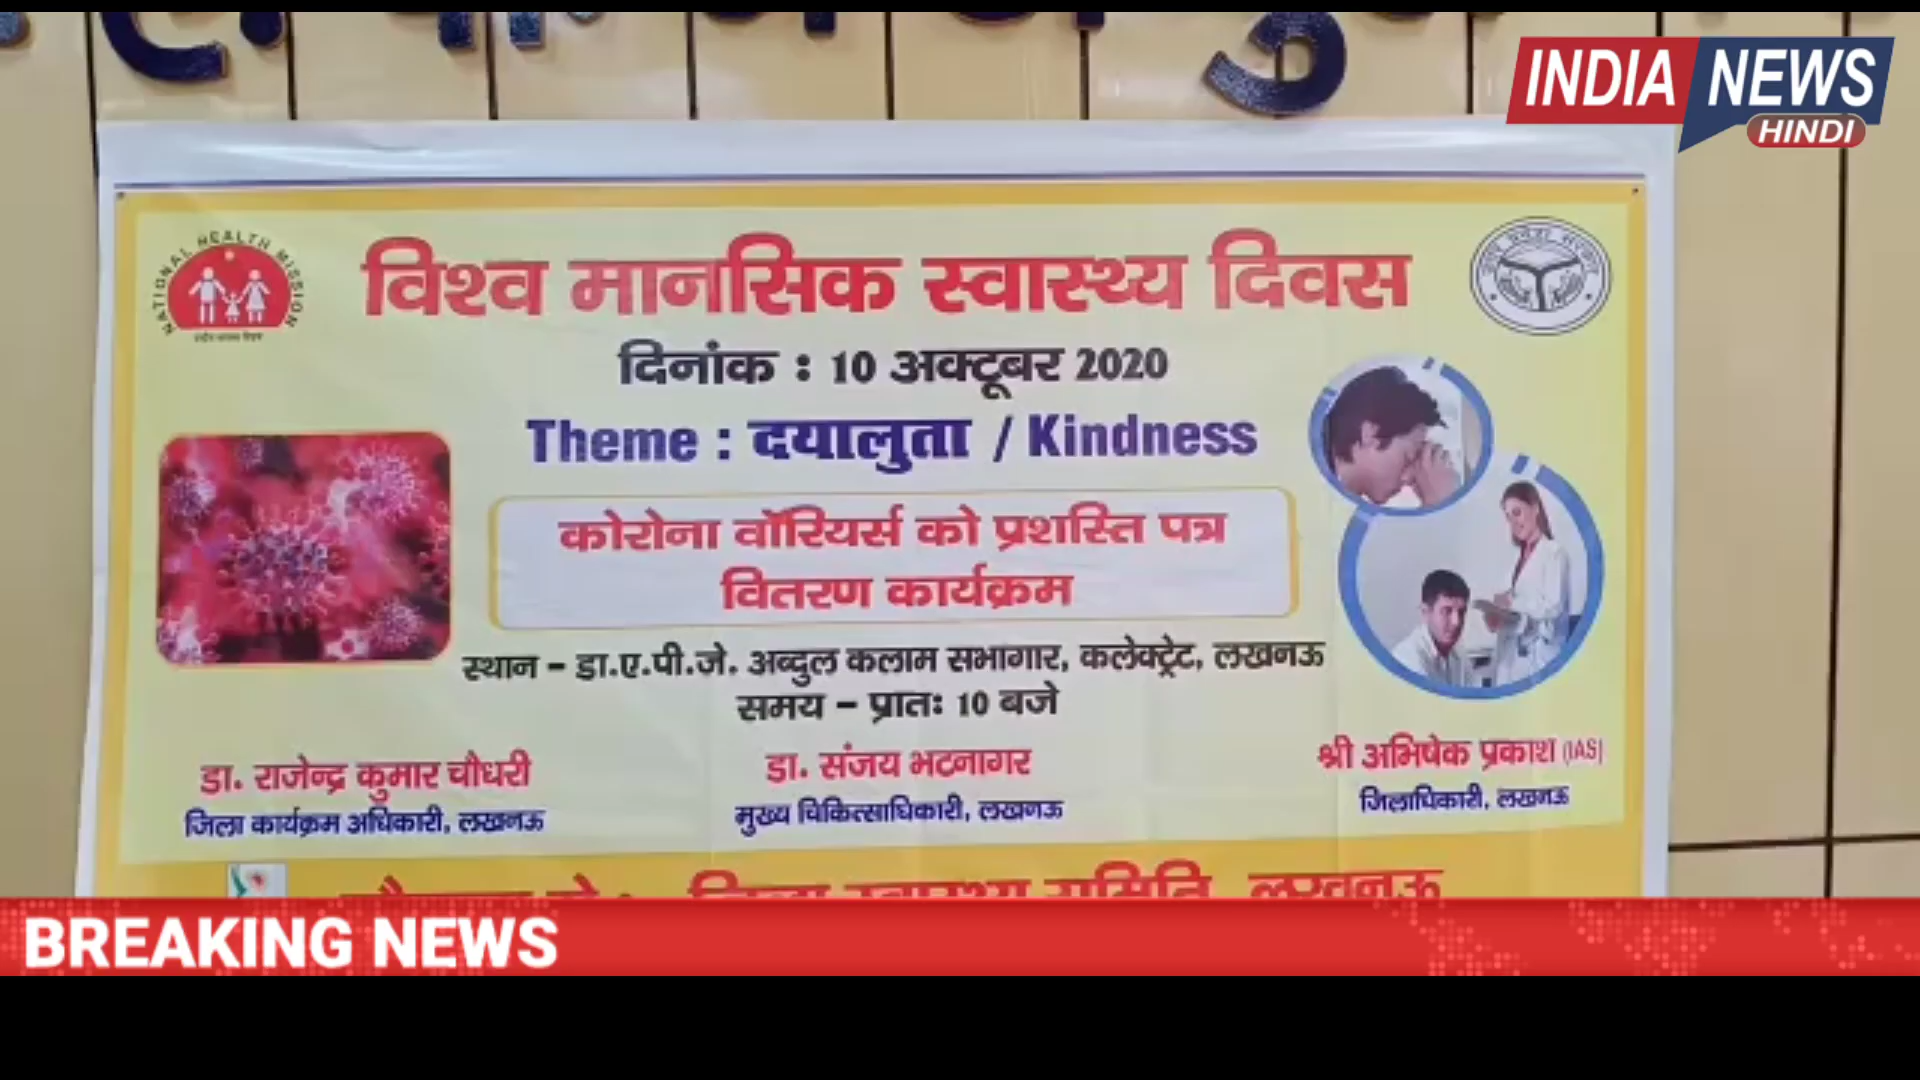 INDIA NEWS
HINDI
NATIONAL HEALTH MISSION
विश्व मानसिक स्वास्थ्य दिवस
दिनांक : 10 अक्टूबर 2020
Theme : दयालुता / Kindness
कोरोना वॉरियर्स को प्रशस्ति पत्र
वितरण कार्यक्रम
स्थान – डा.ए.पी.जे. अब्दुल कलाम सभागार, कलेक्ट्रेट, लखनऊ
समय – प्रातः 10 बजे
डा. राजेन्द्र कुमार चौधरी
जिला कार्यक्रम अधिकारी, लखनऊ
डा. संजय भटनागर
मुख्य चिकित्साधिकारी, लखनऊ
श्री अभिषेक प्रकाश (IAS)
जिलाधिकारी, लखनऊ
स्वास्थ्य समिति, लखनऊ
BREAKING NEWS